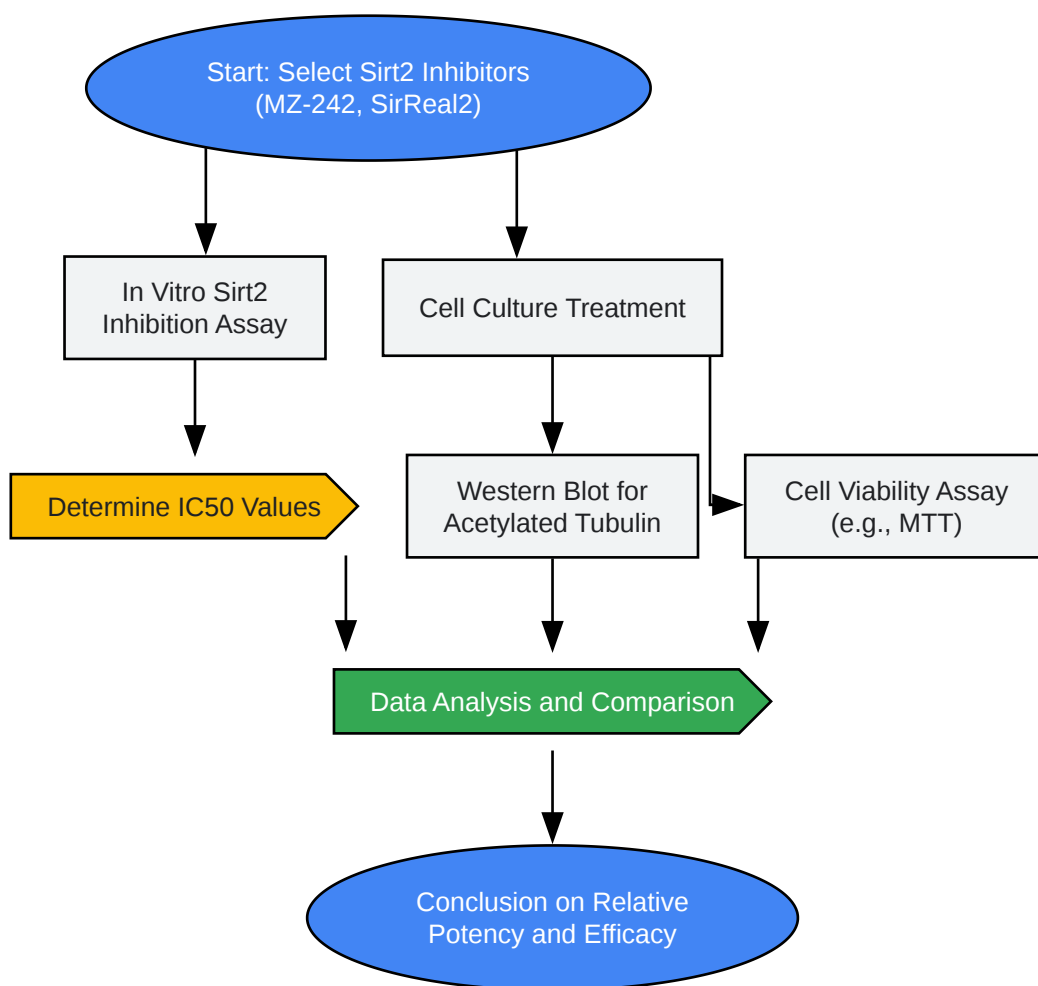 Start: Select Sirt2 Inhibitors
(MZ-242, SirReal2)
In Vitro Sirt2
Inhibition Assay
Cell Culture Treatment
Determine IC50 Values
Western Blot for
Acetylated Tubulin
Cell Viability Assay
(e.g., MTT)
Data Analysis and Comparison
Conclusion on Relative
Potency and Efficacy